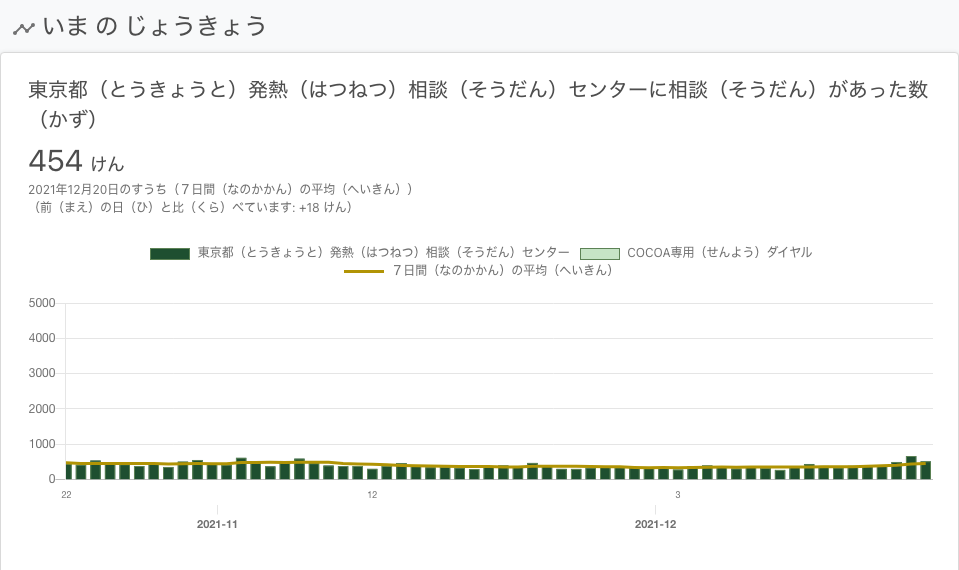 いま の じょうきょう
東京都（とうきょうと）発熱（はつねつ）相談（そうだん）センターに相談（そうだん）があった数
（かず）
454 けん
2021年12月20日のすうち（７日間（なのかかん）の平均（へいきん））
（前（まえ）の日（ひ）と比（くら）べています: +18 けん）
東京都（とうきょうと）発熱（はつねつ）相談（そうだん）センター COCOA専用（せんよう）ダイヤル
７日間（なのかかん）の平均（へいきん）
5000
4000
3000
2000
1000
0
22 12 3
2021-11 2021-12